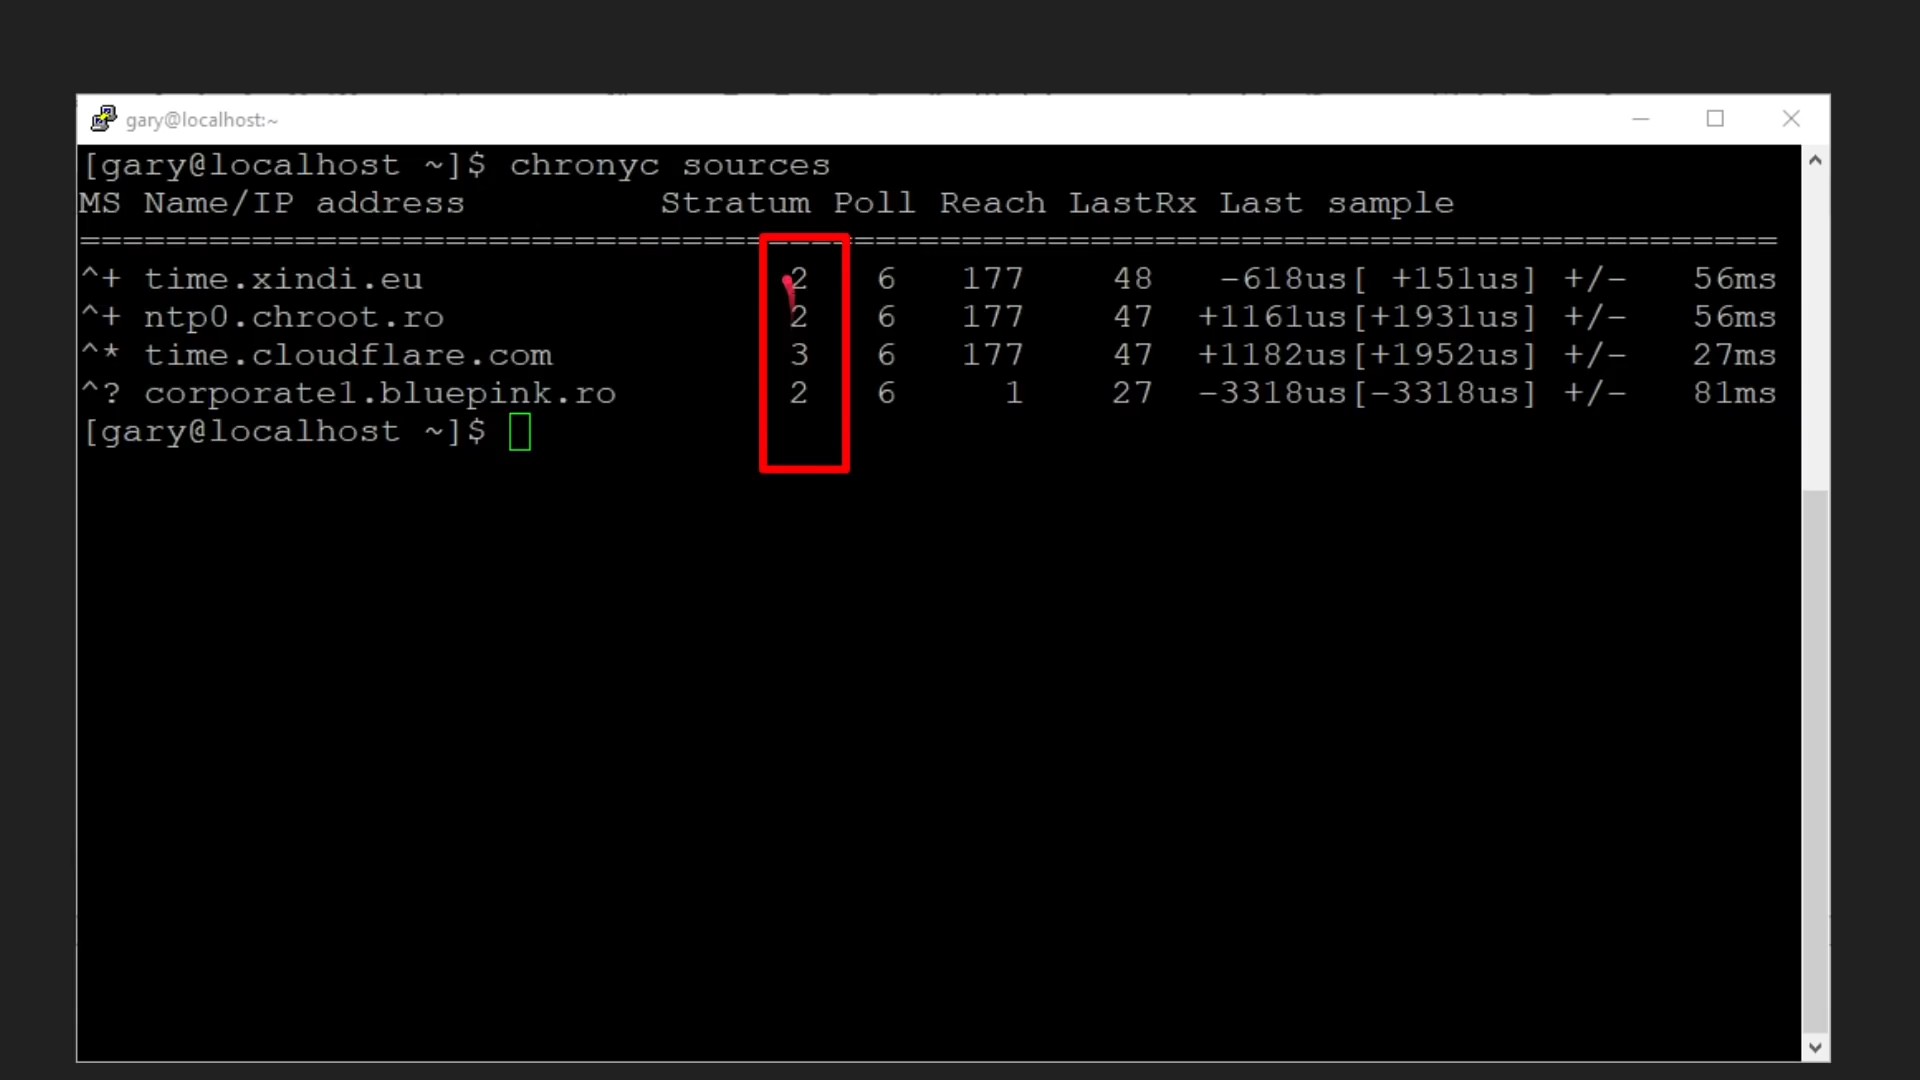 gary@localhost:~
[gary@localhost ~]$ chronyc sources
MS Name/IP address         Stratum Poll Reach LastRx Last sample
===============================================================================
^+ time.xindi.eu                 2   6   177    48   -618us[ +151us] +/-   56ms
^+ ntp0.chroot.ro                2   6   177    47  +1161us[+1931us] +/-   56ms
^* time.cloudflare.com           3   6   177    47  +1182us[+1952us] +/-   27ms
^? corporate1.bluepink.ro        2   6     1    27  -3318us[-3318us] +/-   81ms
[gary@localhost ~]$